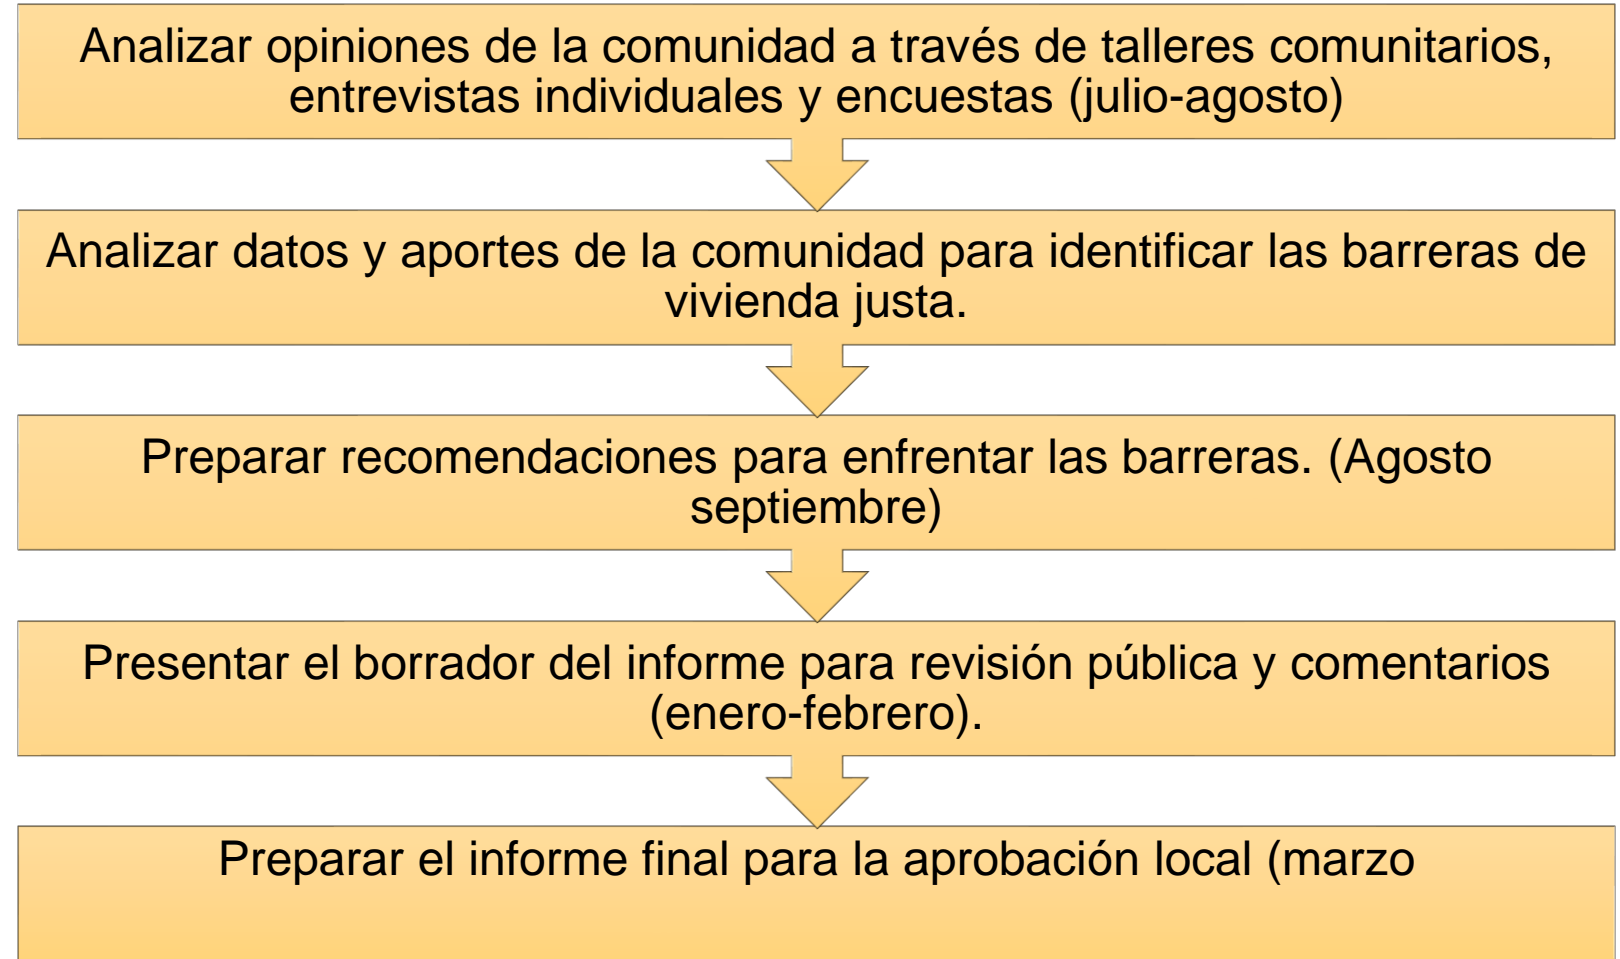 Analizar opiniones de la comunidad a través de talleres comunitarios,
entrevistas individuales y encuestas (julio-agosto)
Analizar datos y aportes de la comunidad para identificar las barreras de
vivienda justa.
Preparar recomendaciones para enfrentar las barreras. (Agosto
septiembre)
Presentar el borrador del informe para revisión pública y comentarios
(enero-febrero).
Preparar el informe final para la aprobación local (marzo